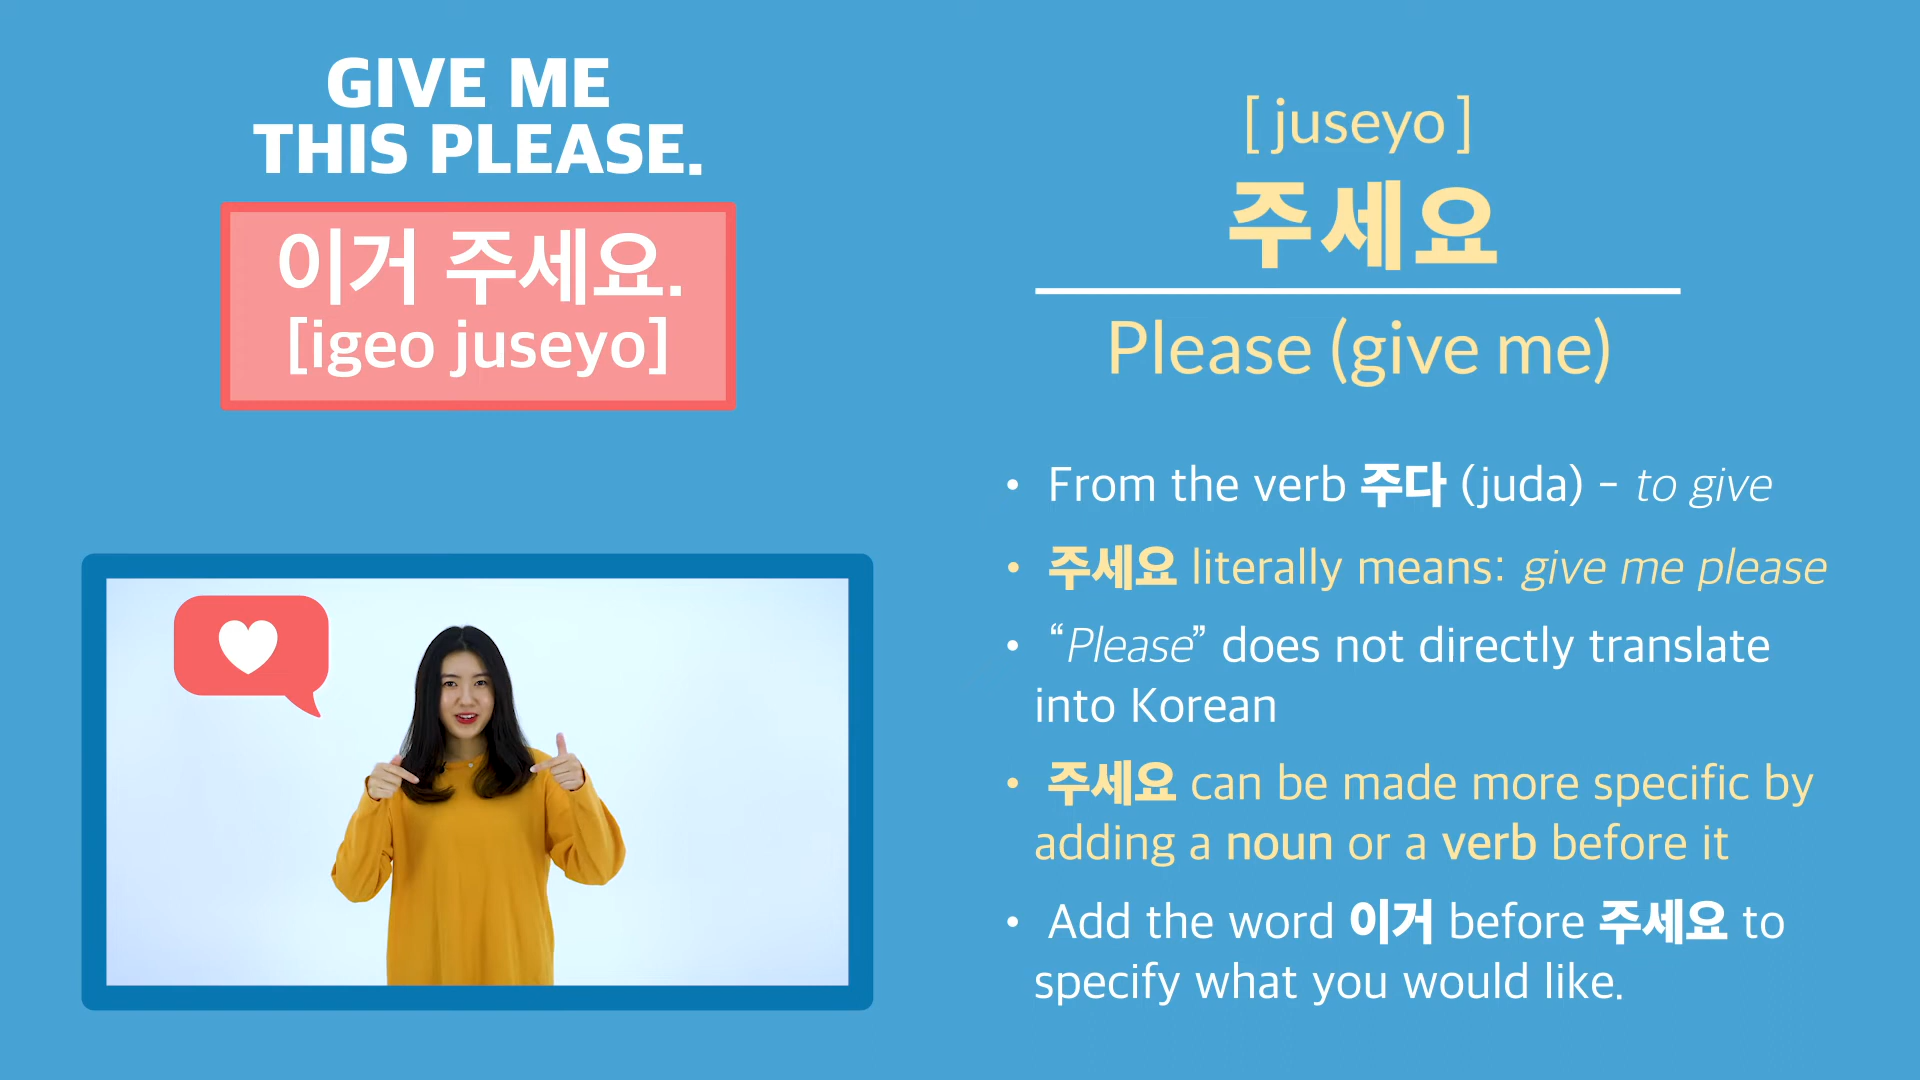 GIVE ME
THIS PLEASE.
이거 주세요.
[igeo juseyo]
[ juseyo ]
주세요
Please (give me)
• From the verb 주다 (juda) – to give
• 주세요 literally means: give me please
• “Please” does not directly translate
into Korean
• 주세요 can be made more specific by
adding a noun or a verb before it
• Add the word 이거 before 주세요 to
specify what you would like.